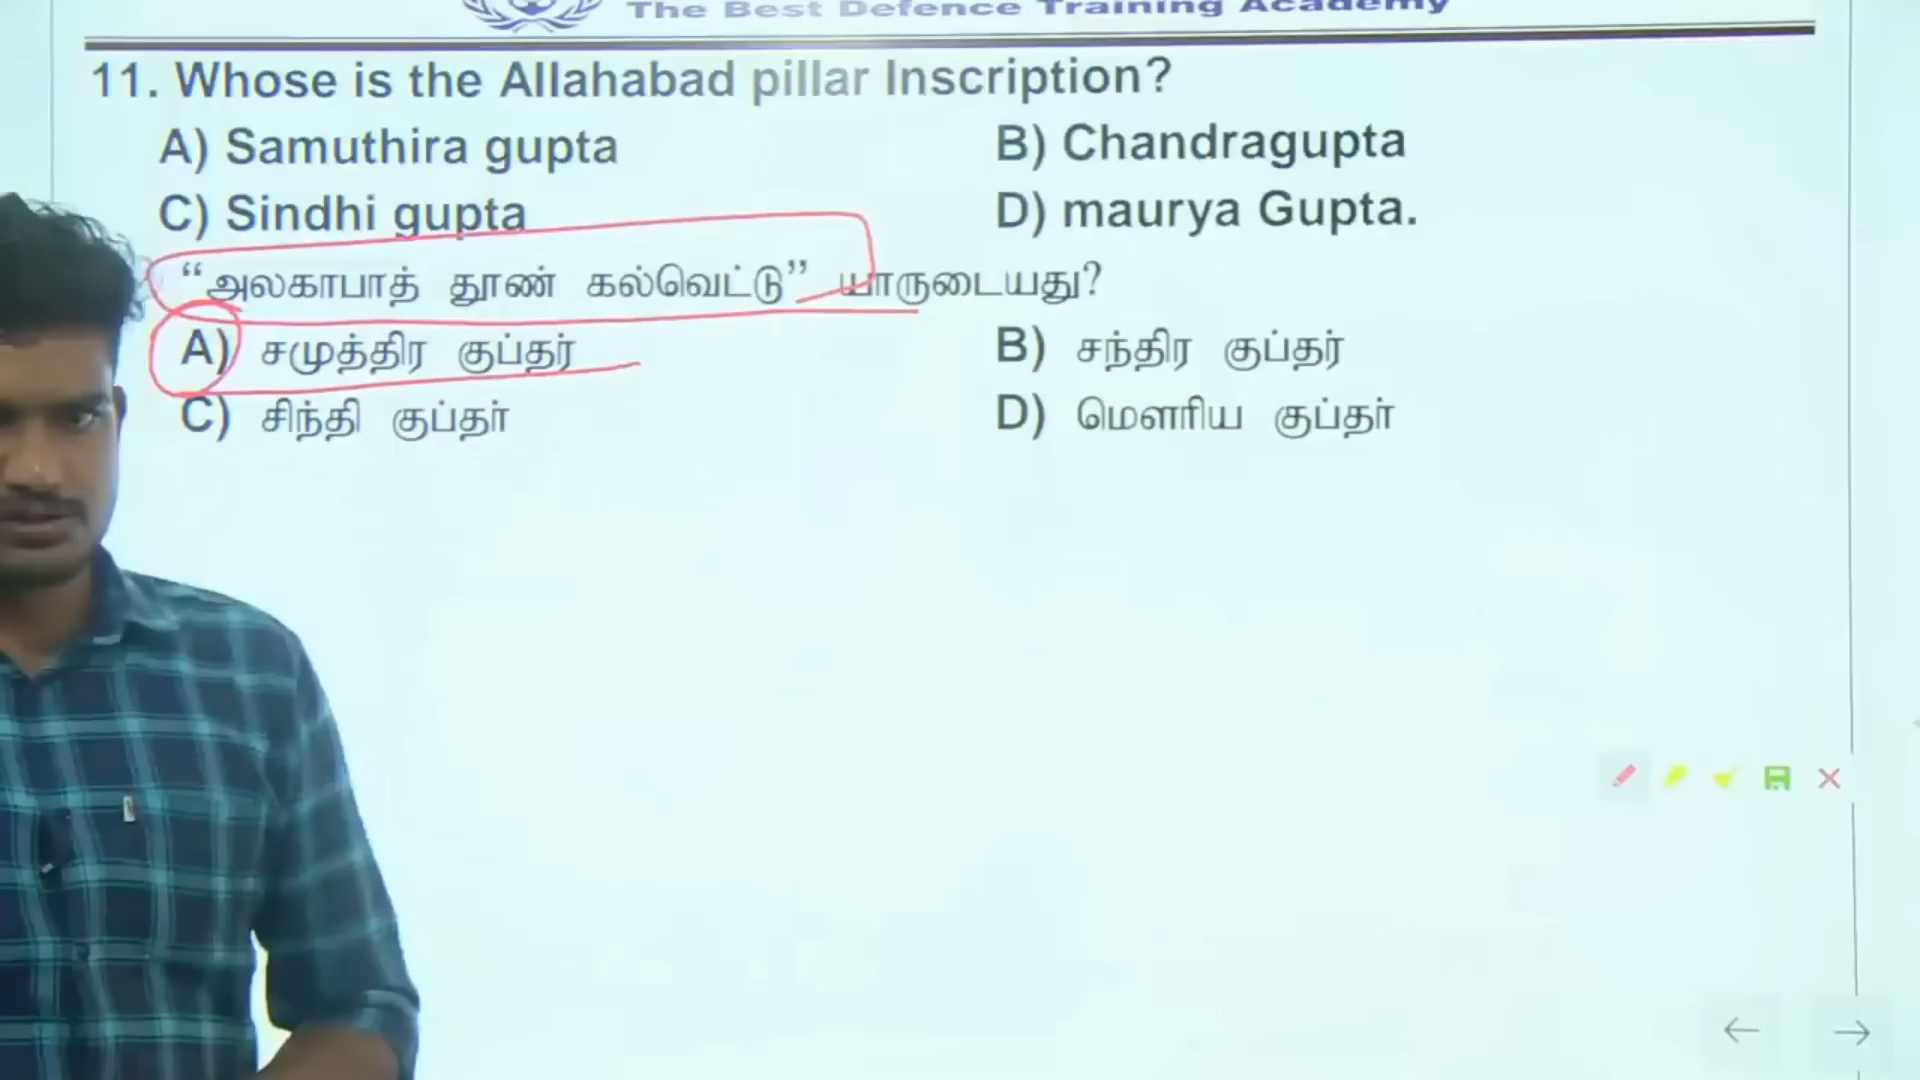 The Best Defence Training Academy
11. Whose is the Allahabad pillar Inscription?
A) Samuthira gupta B) Chandragupta
C) Sindhi gupta D) maurya Gupta.
“அலகாபாத் தூண் கல்வெட்டு” யாருடையது?
A) சமுத்திர குப்தர் B) சந்திர குப்தர்
C) சிந்தி குப்தர் D) மௌரிய குப்தர்